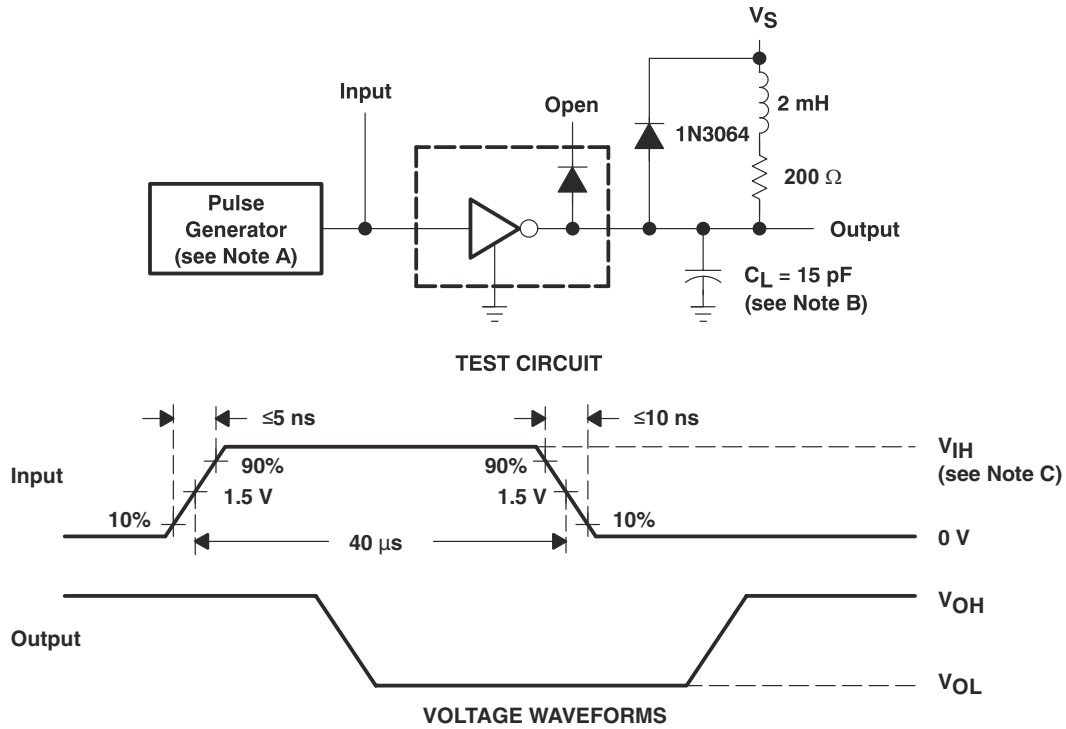 VS
Input
Open
2 mH
1N3064
200 Ω
Pulse
Generator
(see Note A)
Output
CL = 15 pF
(see Note B)
TEST CIRCUIT
≤5 ns
≤10 ns
Input
90%
90%
VIH
(see Note C)
1.5 V
1.5 V
10%
10%
40 μs
0 V
VOH
Output
VOL
VOLTAGE WAVEFORMS